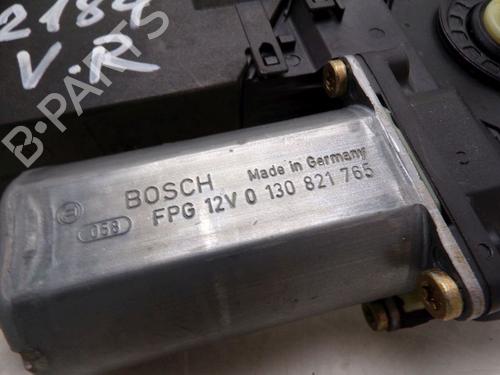 2184
V.R
B-PARTS
BOSCH Made in Germany
058 FPG 12V 0 130 821 765